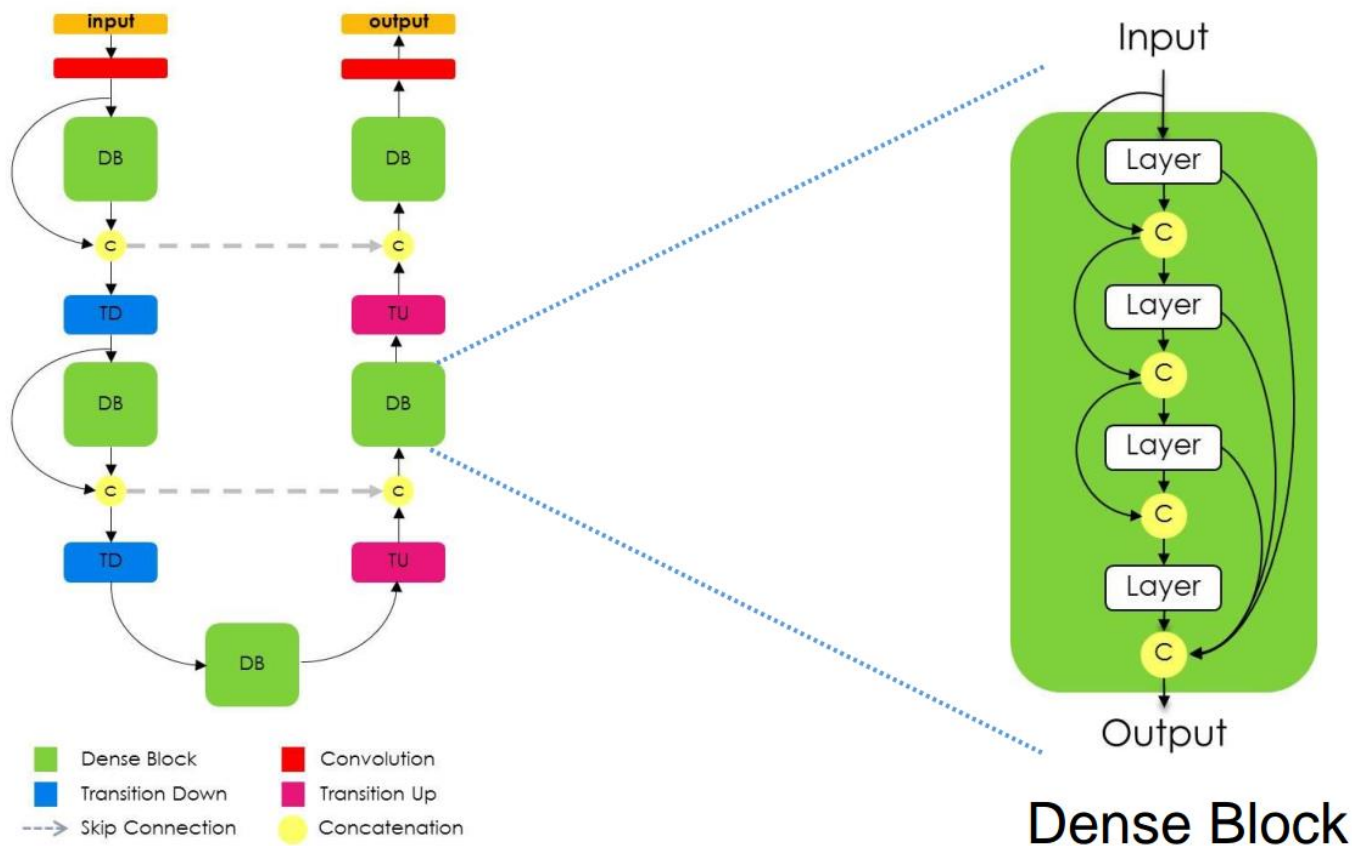 input
output
DB
DB
C
C
TD
TU
DB
DB
C
C
TD
TU
DB
Dense Block
Convolution
Transition Down
Transition Up
Skip Connection
Concatenation
Input
Layer
C
Layer
C
Layer
C
Layer
C
Output
Dense Block